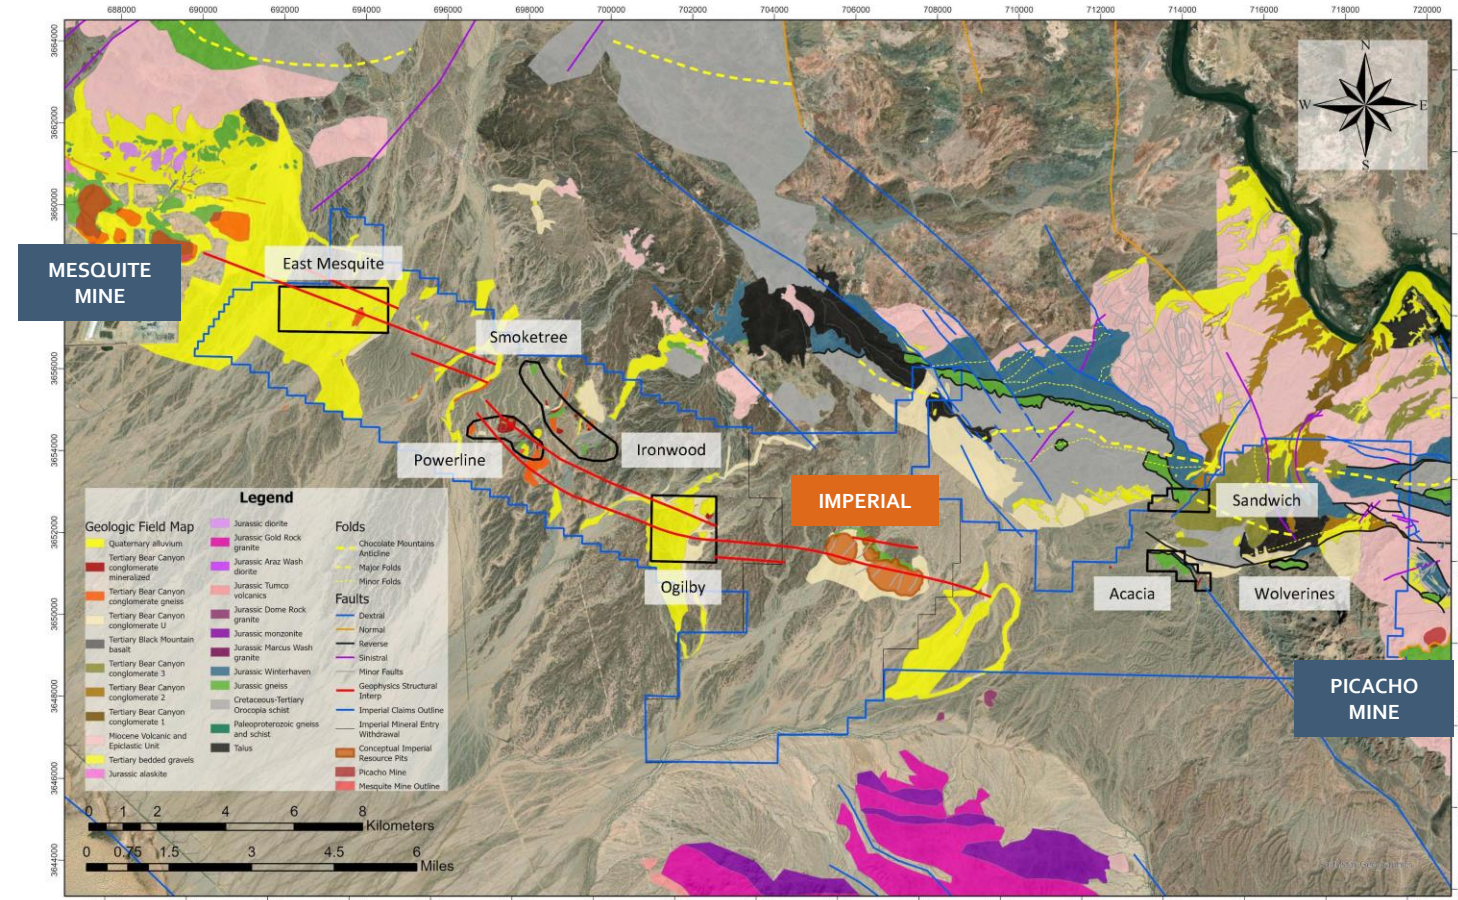 688000 690000 692000 694000 696000 698000 700000 702000 704000 706000 708000 710000 712000 714000 716000 718000 720000
3664000
3662000
3660000
3656000
3654000
3652000
3650000
3648000
3646000
3644000
N
W E
S
MESQUITE
MINE
East Mesquite
Smoketree
Powerline
Ironwood
IMPERIAL
Ogilby
Sandwich
Acacia
Wolverines
PICACHO
MINE
Legend
Geologic Field Map
Quaternary alluvium
Tertiary Bear Canyon
conglomerate
mineralized
Tertiary Bear Canyon
conglomerate gneiss
Tertiary Bear Canyon
conglomerate U
Tertiary Black Mountain
basalt
Tertiary Bear Canyon
conglomerate 3
Tertiary Bear Canyon
conglomerate 2
Tertiary Bear Canyon
conglomerate 1
Miocene Volcanic and
Epiclastic Unit
Tertiary bedded gravels
Jurassic alaskite
Jurassic diorite
Jurassic Gold Rock
granite
Jurassic Araz Wash
diorite
Jurassic Tumco
volcanics
Jurassic Dome Rock
granite
Jurassic monzonite
Jurassic Marcus Wash
granite
Jurassic Winterhaven
Jurassic gneiss
Cretaceous-Tertiary
Orocopia schist
Paleoproterozoic gneiss
and schist
Talus
Folds
Chocolate Mountains
Anticline
Major Folds
Minor Folds
Faults
Dextral
Normal
Reverse
Sinistral
Minor Faults
Geophysics Structural
Interp
Imperial Claims Outline
Imperial Mineral Entry
Withdrawal
Conceptual Imperial
Resource Pits
Picacho Mine
Mesquite Mine Outline
0 1 2 4 6 8
Kilometers
0 0.75 1.5 3 4.5 6
Miles